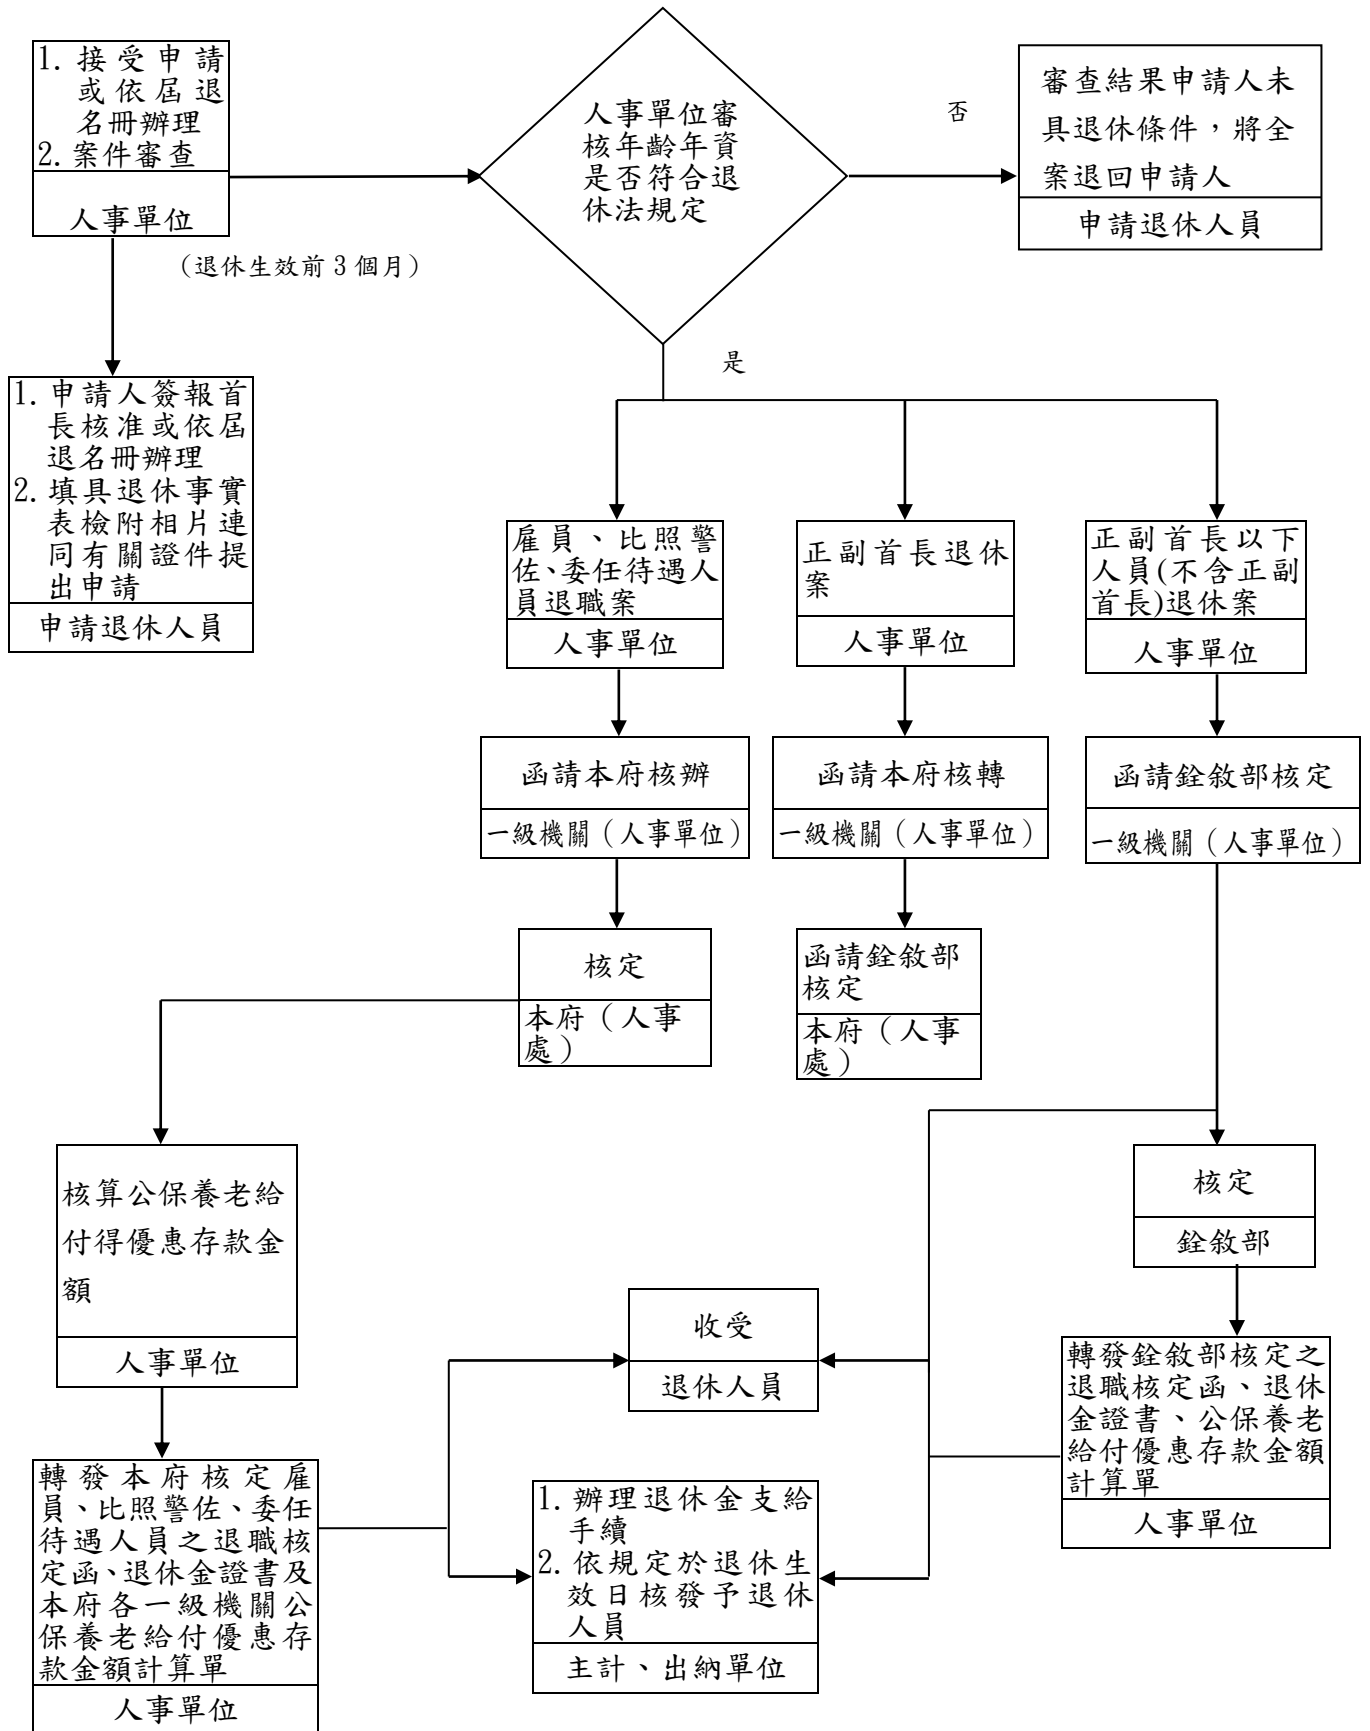 1. 接受申請
或依屆退
名冊辦理
2. 案件審查
人事單位
人事單位審
核年齡年資
是否符合退
休法規定
否
審查結果申請人未
具退休條件，將全
案退回申請人
申請退休人員
（退休生效前3個月）
是
1. 申請人簽報首
長核准或依屆
退名冊辦理
2. 填具退休事實
表檢附相片連
同有關證件提
出申請
申請退休人員
雇員、比照警
佐、委任待遇人
員退職案
人事單位
正副首長退休
案
人事單位
正副首長以下
人員(不含正副
首長)退休案
人事單位
函請本府核辦
一級機關（人事單位）
函請本府核轉
一級機關（人事單位）
函請銓敘部核定
一級機關（人事單位）
核定
本府（人事
處）
函請銓敘部
核定
本府（人事
處）
核算公保養老給
付得優惠存款金
額
人事單位
核定
銓敘部
收受
退休人員
轉發銓敘部核定之
退職核定函、退休
金證書、公保養老
給付優惠存款金額
計算單
人事單位
轉發本府核定雇
員、比照警佐、委任
待遇人員之退職核
定函、退休金證書及
本府各一級機關公
保養老給付優惠存
款金額計算單
人事單位
1. 辦理退休金支給
手續
2. 依規定於退休生
效日核發予退休
人員
主計、出納單位